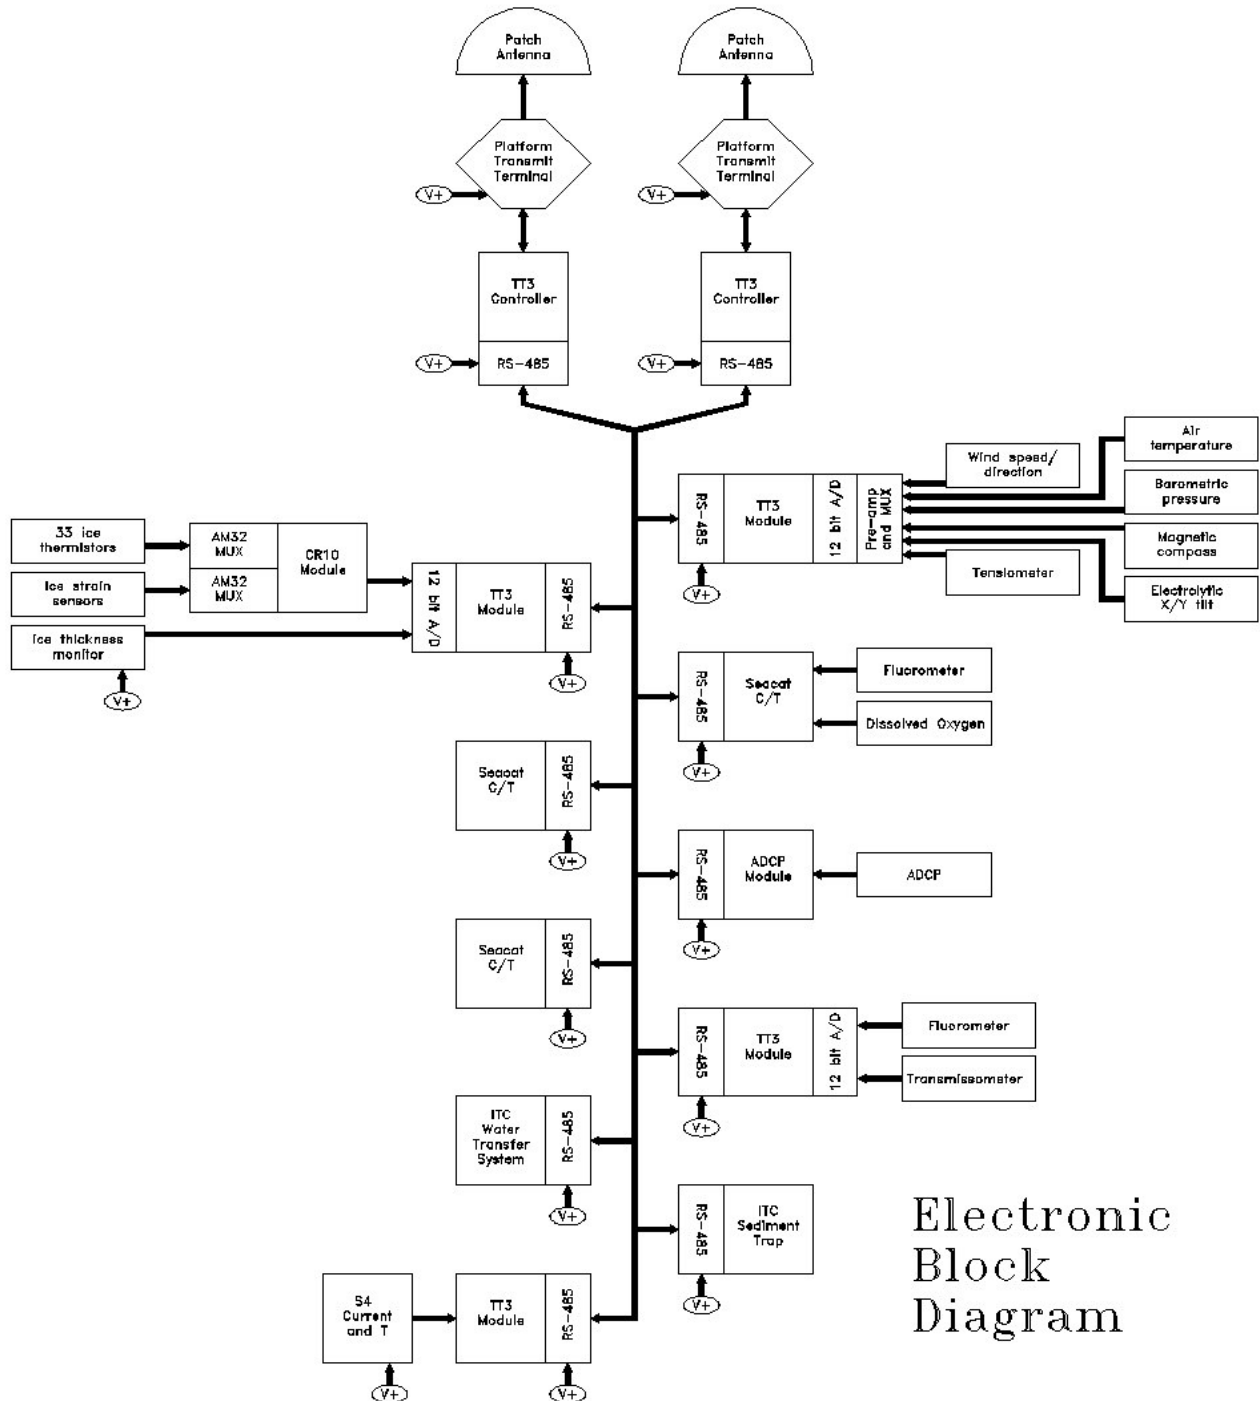 Patch
Antenna
Patch
Antenna
Platform
Transmit
Terminal
Platform
Transmit
Terminal
V+
V+
TT3
Controller
TT3
Controller
V+
RS-485
V+
RS-485
Air
temperature
Wind speed/
direction
Barometric
pressure
RS-485
TT3
Module
12 bit A/D
Pre-amp
and MUX
Magnetic
compass
Tensiometer
Electrolytic
X/Y tilt
V+
33 ice
thermistors
AM32
MUX
CR10
Module
Ice strain
sensors
AM32
MUX
12 bit A/D
TT3
Module
RS-485
Ice thickness
monitor
V+
V+
RS-485
Seacat
C/T
Fluorometer
Dissolved Oxygen
V+
Seacat
C/T
RS-485
V+
RS-485
ADCP
Module
ADCP
V+
Seacat
C/T
RS-485
V+
RS-485
TT3
Module
12 bit A/D
Fluorometer
Transmissometer
V+
ITC
Water
Transfer
System
RS-485
V+
RS-485
ITC
Sediment
Trap
V+
S4
Current
and T
TT3
Module
RS-485
V+
V+
Electronic
Block
Diagram